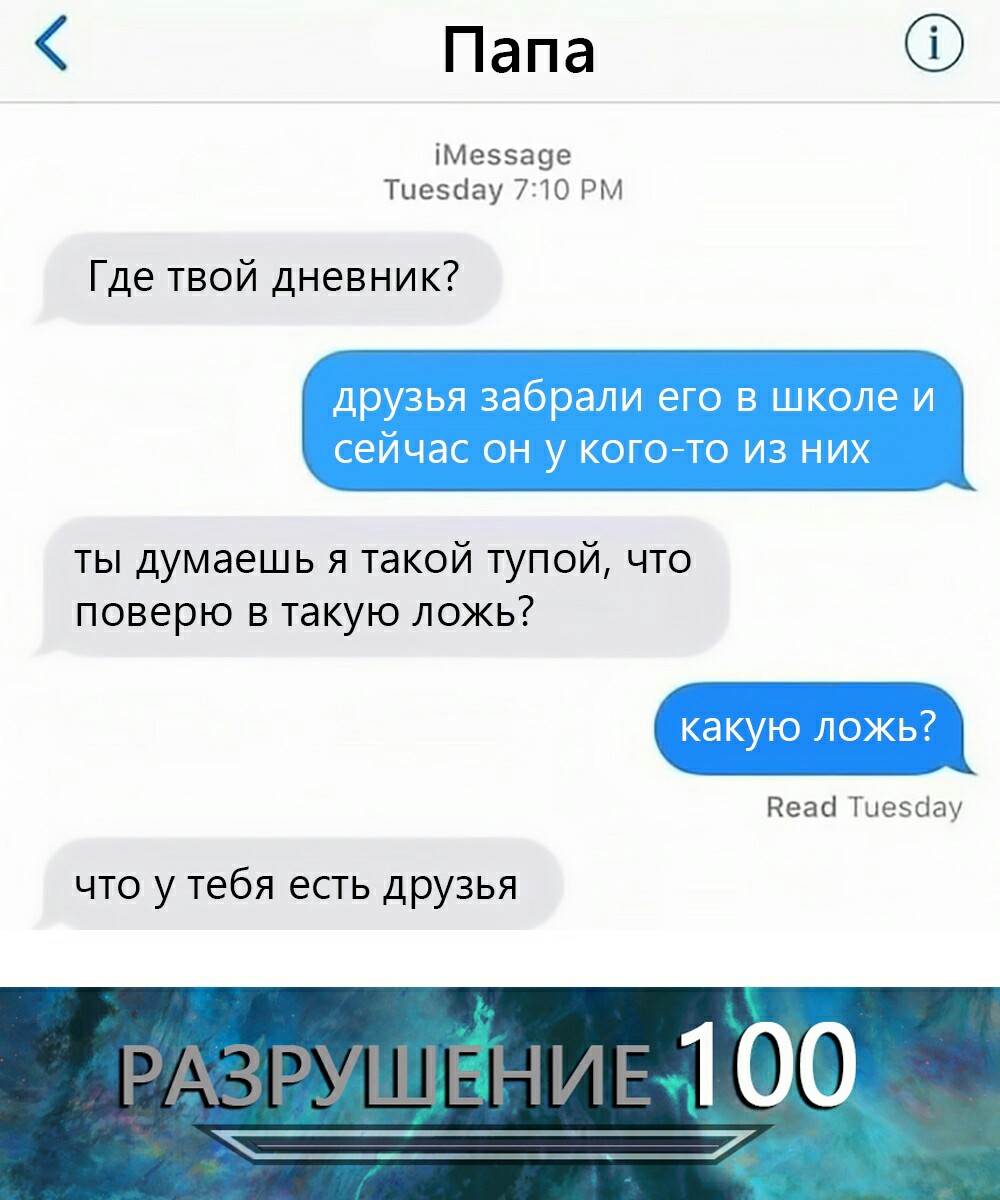 Папа
iMessage
Tuesday 7:10 PM
Где твой дневник?
друзья забрали его в школе и
сейчас он у кого-то из них
ты думаешь я такой тупой, что
поверю в такую ложь?
какую ложь?
Read Tuesday
что у тебя есть друзья
РАЗРУШЕНИЕ 100